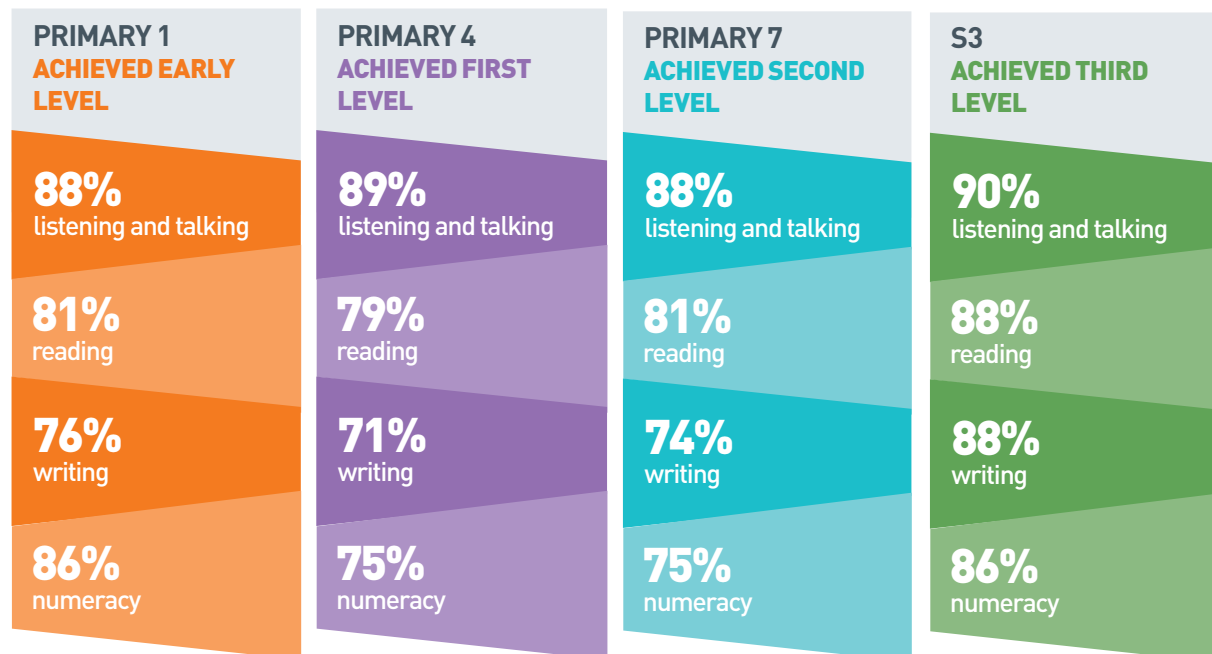 PRIMARY 1
ACHIEVED EARLY
LEVEL
88%
listening and talking
81%
reading
76%
writing
86%
numeracy
PRIMARY 4
ACHIEVED FIRST
LEVEL
89%
listening and talking
79%
reading
71%
writing
75%
numeracy
PRIMARY 7
ACHIEVED SECOND
LEVEL
88%
listening and talking
81%
reading
74%
writing
75%
numeracy
S3
ACHIEVED THIRD
LEVEL
90%
listening and talking
88%
reading
88%
writing
86%
numeracy